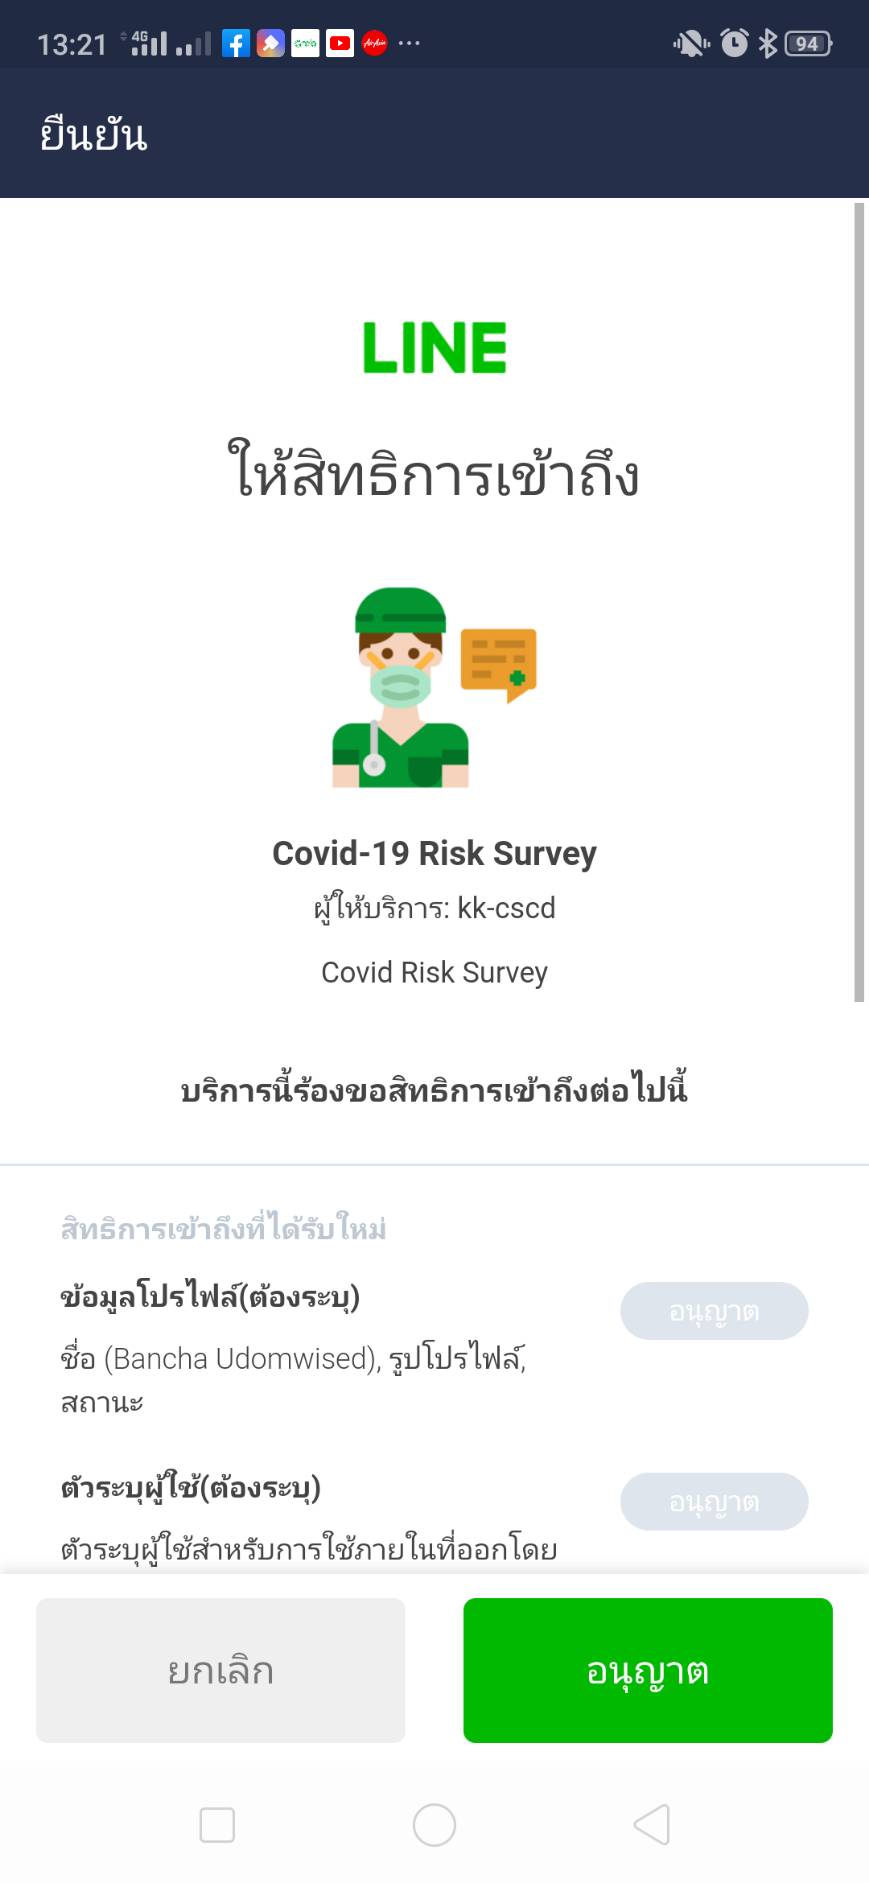 13:21 4G Grab AirAsia ... 94
ยืนยัน
LINE
ให้สิทธิการเข้าถึง
Covid-19 Risk Survey
ผู้ให้บริการ: kk-cscd
Covid Risk Survey
บริการนี้ร้องขอสิทธิการเข้าถึงต่อไปนี้
สิทธิการเข้าถึงที่ได้รับใหม่
ข้อมูลโปรไฟล์(ต้องระบุ)
อนุญาต
ชื่อ (Bancha Udomwised), รูปโปรไฟล์,
สถานะ
ตัวระบุผู้ใช้(ต้องระบุ)
อนุญาต
ตัวระบุผู้ใช้สำหรับการใช้ภายในที่ออกโดย
ยกเลิก
อนุญาต